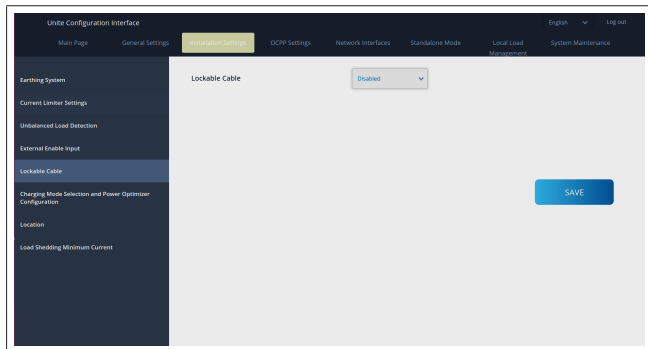 Unite Configuration Interface
English
Log out
Main Page
General Settings
Installation Settings
OCPP Settings
Network Interfaces
Standalone Mode
Local Load
Management
System Maintenance
Earthing System
Current Limiter Settings
Unbalanced Load Detection
External Enable Input
Lockable Cable
Charging Mode Selection and Power Optimizer
Configuration
Location
Load Shedding Minimum Current
Lockable Cable
Disabled
SAVE